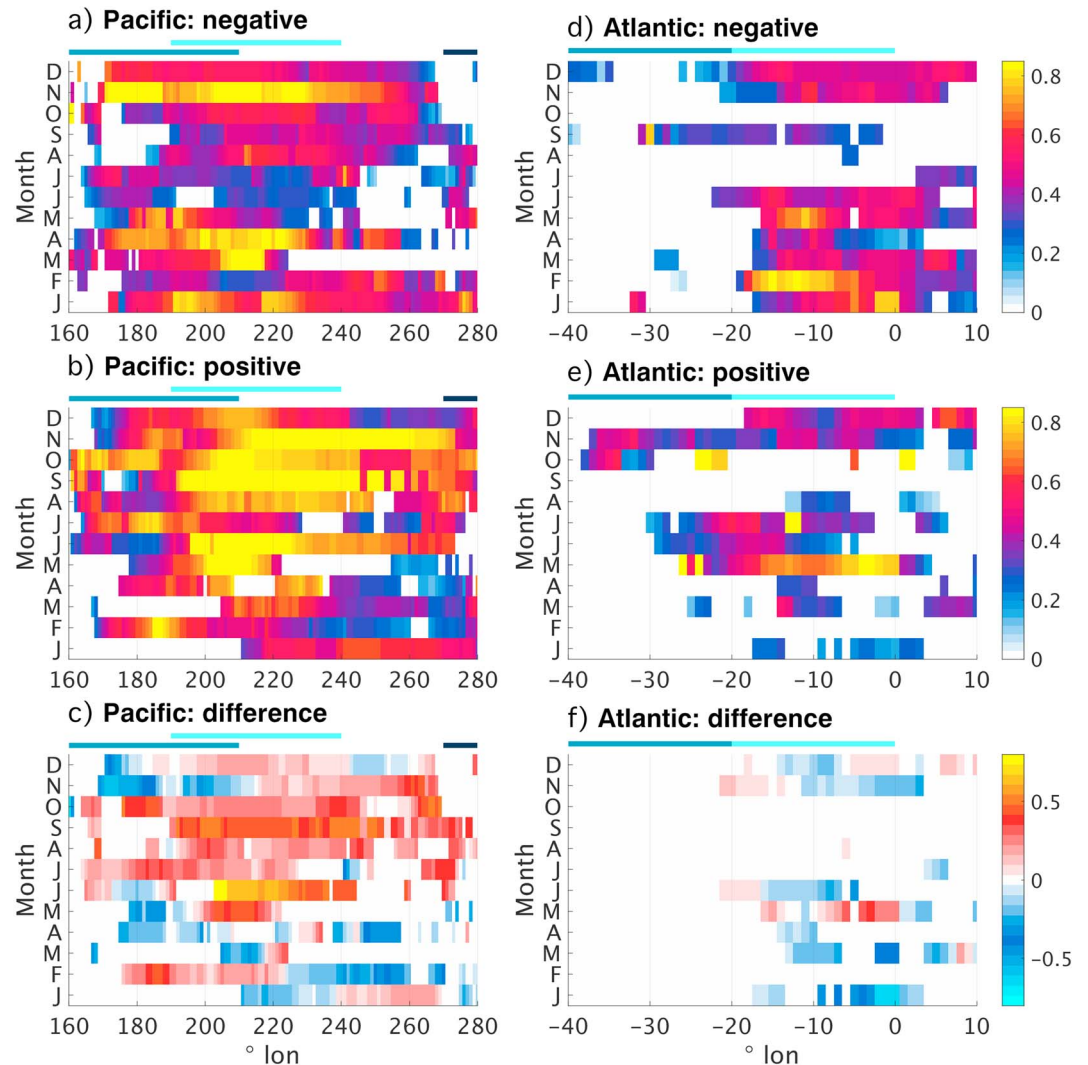 a) Pacific: negative
Month
D
N
O
S
A
J
J
M
A
M
F
J
160 180 200 220 240 260 280
d) Atlantic: negative
Month
D
N
O
S
A
J
J
M
A
M
F
J
-40 -30 -20 -10 0 10
0.8
0.6
0.4
0.2
0
b) Pacific: positive
Month
D
N
O
S
A
J
J
M
A
M
F
J
160 180 200 220 240 260 280
e) Atlantic: positive
Month
D
N
O
S
A
J
J
M
A
M
F
J
-40 -30 -20 -10 0 10
0.8
0.6
0.4
0.2
0
c) Pacific: difference
Month
D
N
O
S
A
J
J
M
A
M
F
J
160 180 200 220 240 260 280
° lon
f) Atlantic: difference
Month
D
N
O
S
A
J
J
M
A
M
F
J
-40 -30 -20 -10 0 10
° lon
0.5
0
-0.5